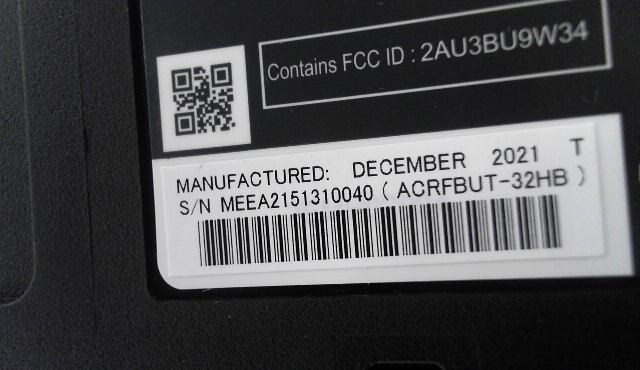 Contains FCC ID : 2AU3BU9W34
MANUFACTURED: DECEMBER 2021 T
S/N MEEA2151310040 ( ACRFBUT-32HB )